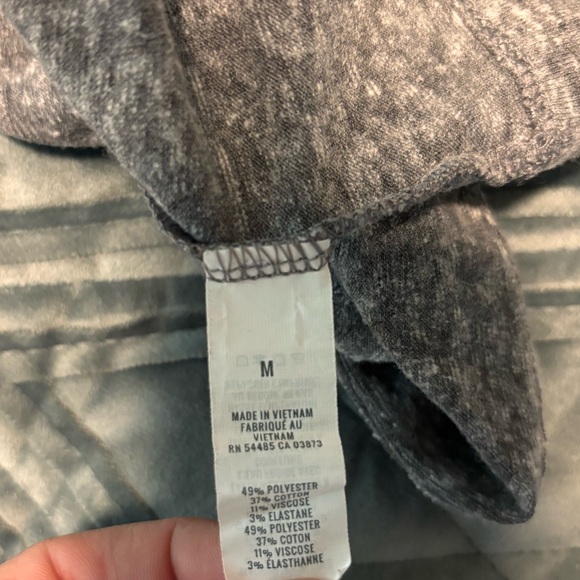 M
MADE IN VIETNAM
FABRIQUÉ AU
VIETNAM
RN 54485 CA 03873
49% POLYESTER
37% COTTON
11% VISCOSE
3% ELASTANE
49% POLYESTER
37% COTON
11% VISCOSE
3% ÉLASTHANNE